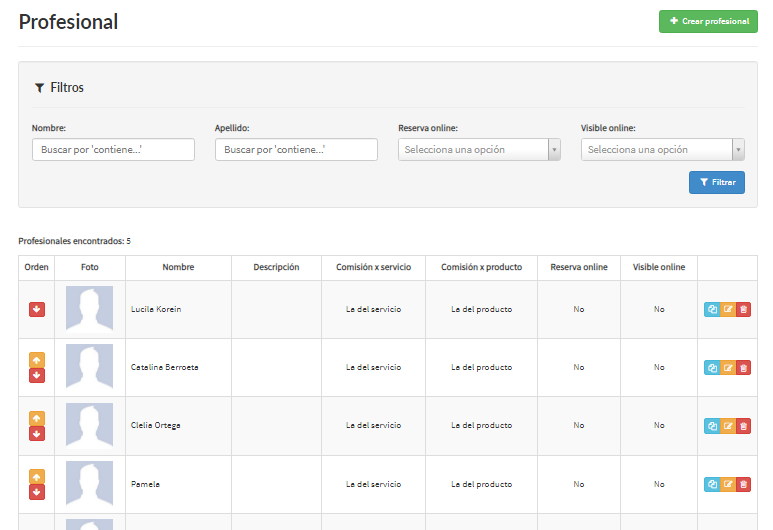 Profesional
Crear profesional
Filtros
Nombre: Apellido: Reserva online: Visible online:
Buscar por 'contiene...' Buscar por 'contiene...' Selecciona una opción Selecciona una opción
Filtrar
Profesionales encontrados: 5
Orden Foto Nombre Descripción Comisión x servicio Comisión x producto Reserva online Visible online
Lucila Korein La del servicio La del producto No No
Catalina Berroeta La del servicio La del producto No No
Clelia Ortega La del servicio La del producto No No
Pamela La del servicio La del producto No No